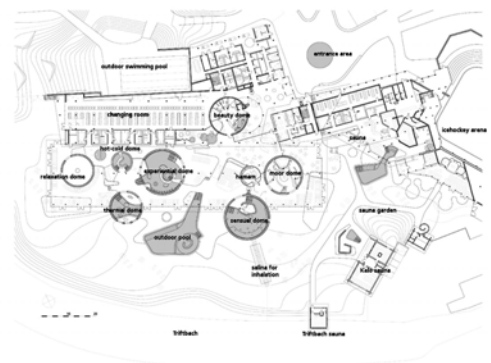 entrance area
outdoor swimming pool
changing room
beauty dome
icehockey arena
sauna
hot-cold dome
relaxation dome
experiential dome
hamam
moor dome
thermal dome
sensual dome
sauna garden
outdoor pool
saline for
inhalation
Kelo sauna
Triftbach
Triftbach sauna